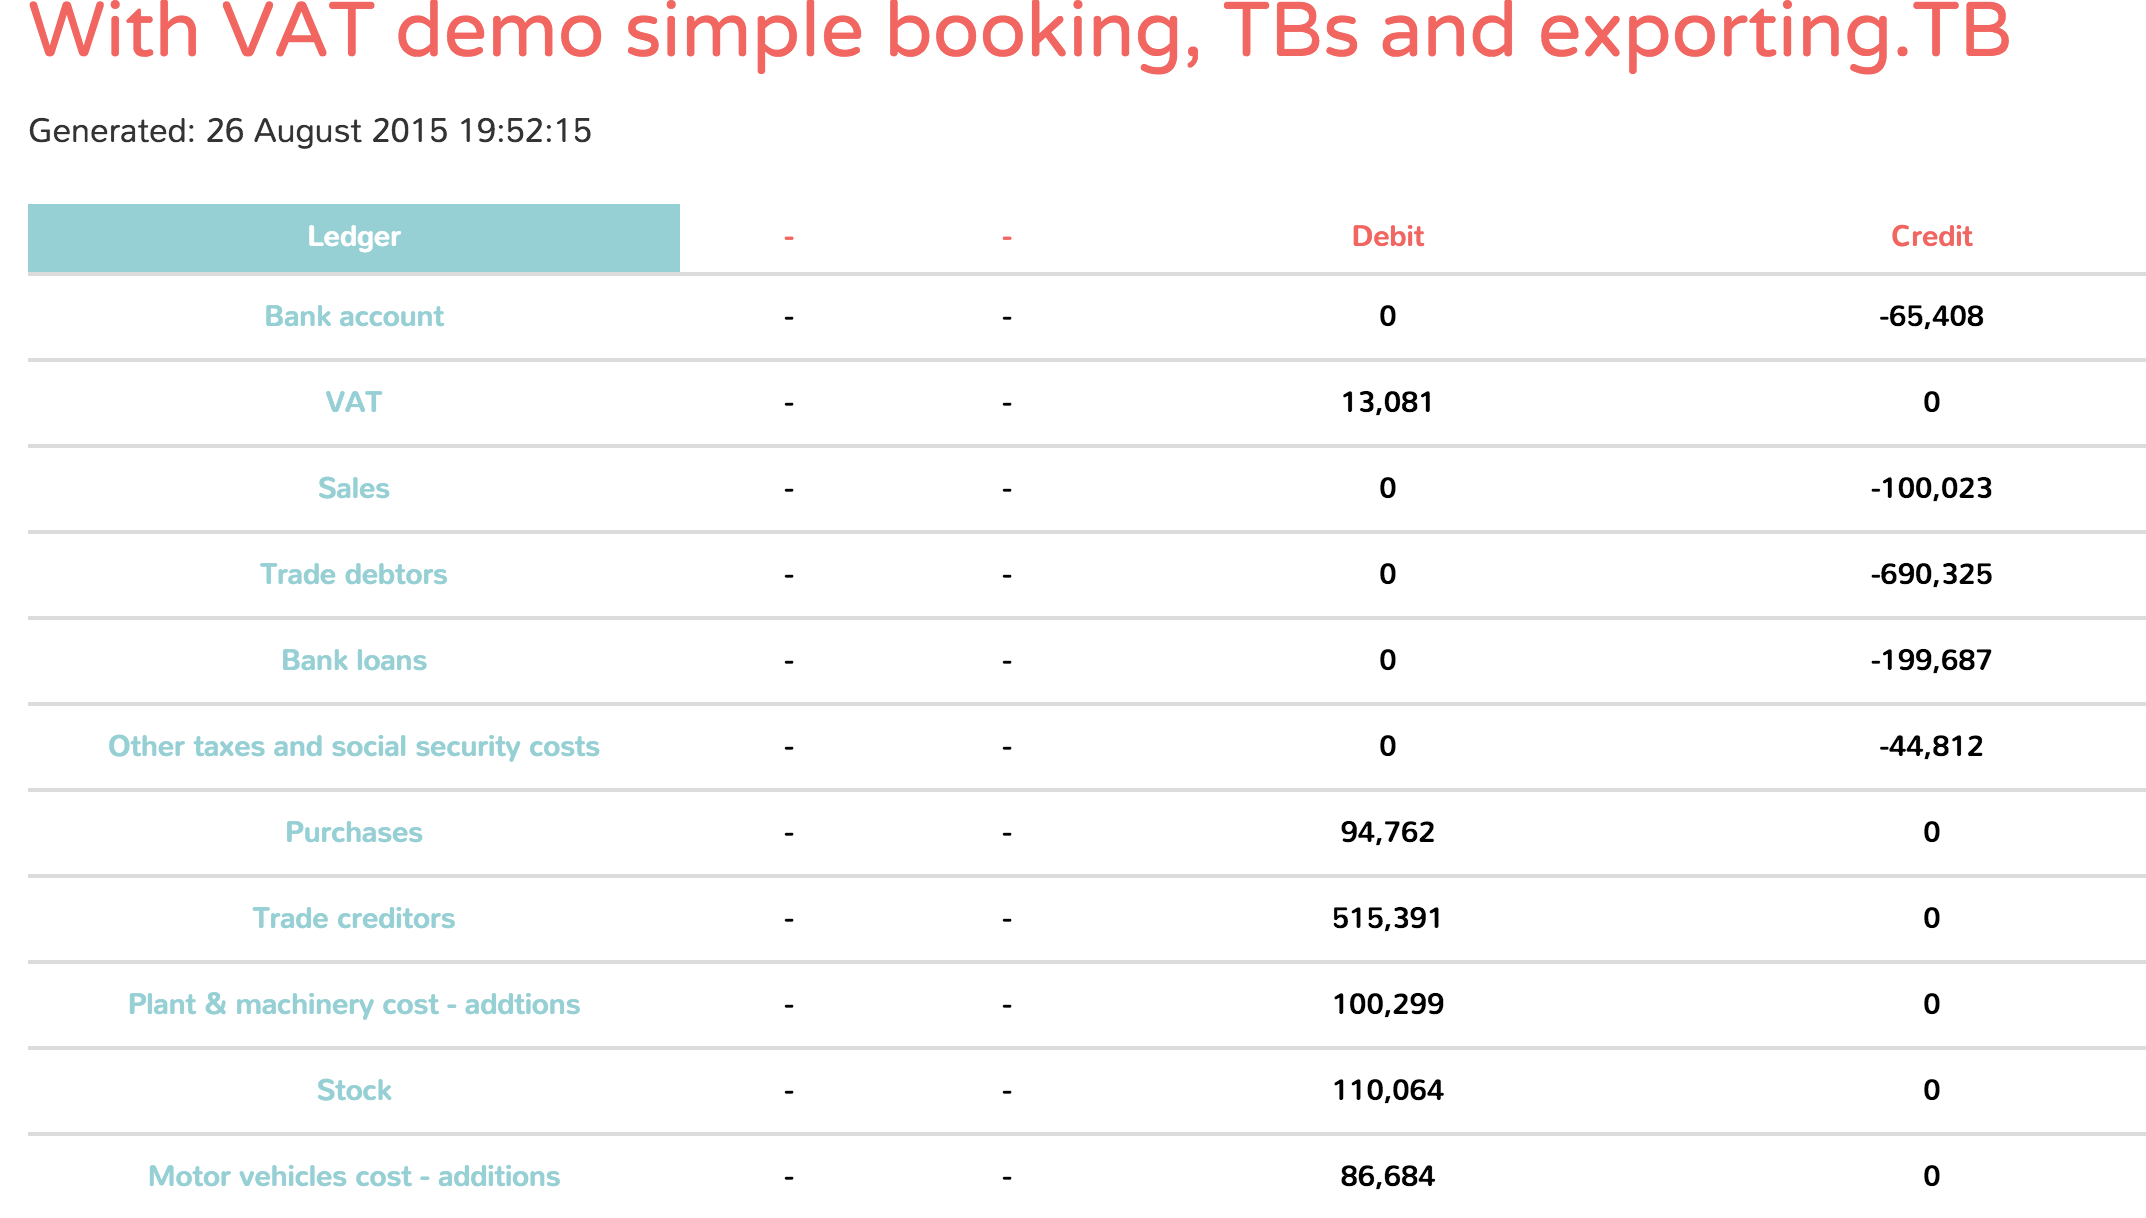 With VAT demo simple booking, TBs and exporting.TB
Generated: 26 August 2015 19:52:15
Ledger - - Debit Credit
Bank account - - 0 -65,408
VAT - - 13,081 0
Sales - - 0 -100,023
Trade debtors - - 0 -690,325
Bank loans - - 0 -199,687
Other taxes and social security costs - - 0 -44,812
Purchases - - 94,762 0
Trade creditors - - 515,391 0
Plant & machinery cost - addtions - - 100,299 0
Stock - - 110,064 0
Motor vehicles cost - additions - - 86,684 0